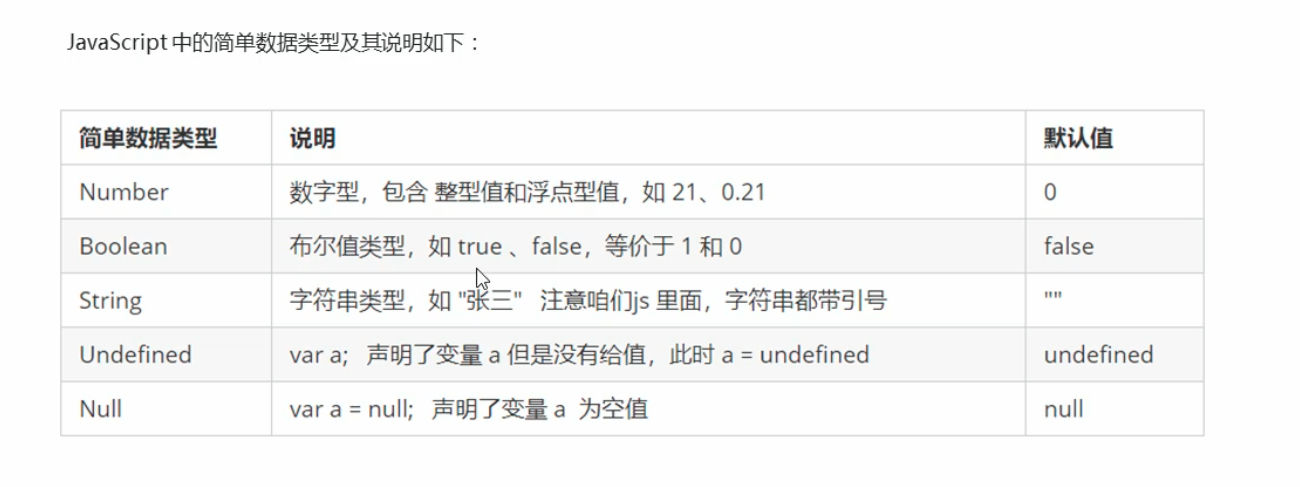 JavaScript 中的简单数据类型及其说明如下：
简单数据类型 说明 默认值
Number 数字型，包含 整型值和浮点型值，如 21、0.21 0
Boolean 布尔值类型，如 true 、false，等价于 1 和 0 false
String 字符串类型，如 "张三" 注意咱们js 里面，字符串都带引号 ""
Undefined var a; 声明了变量 a 但是没有给值，此时 a = undefined undefined
Null var a = null; 声明了变量 a 为空值 null